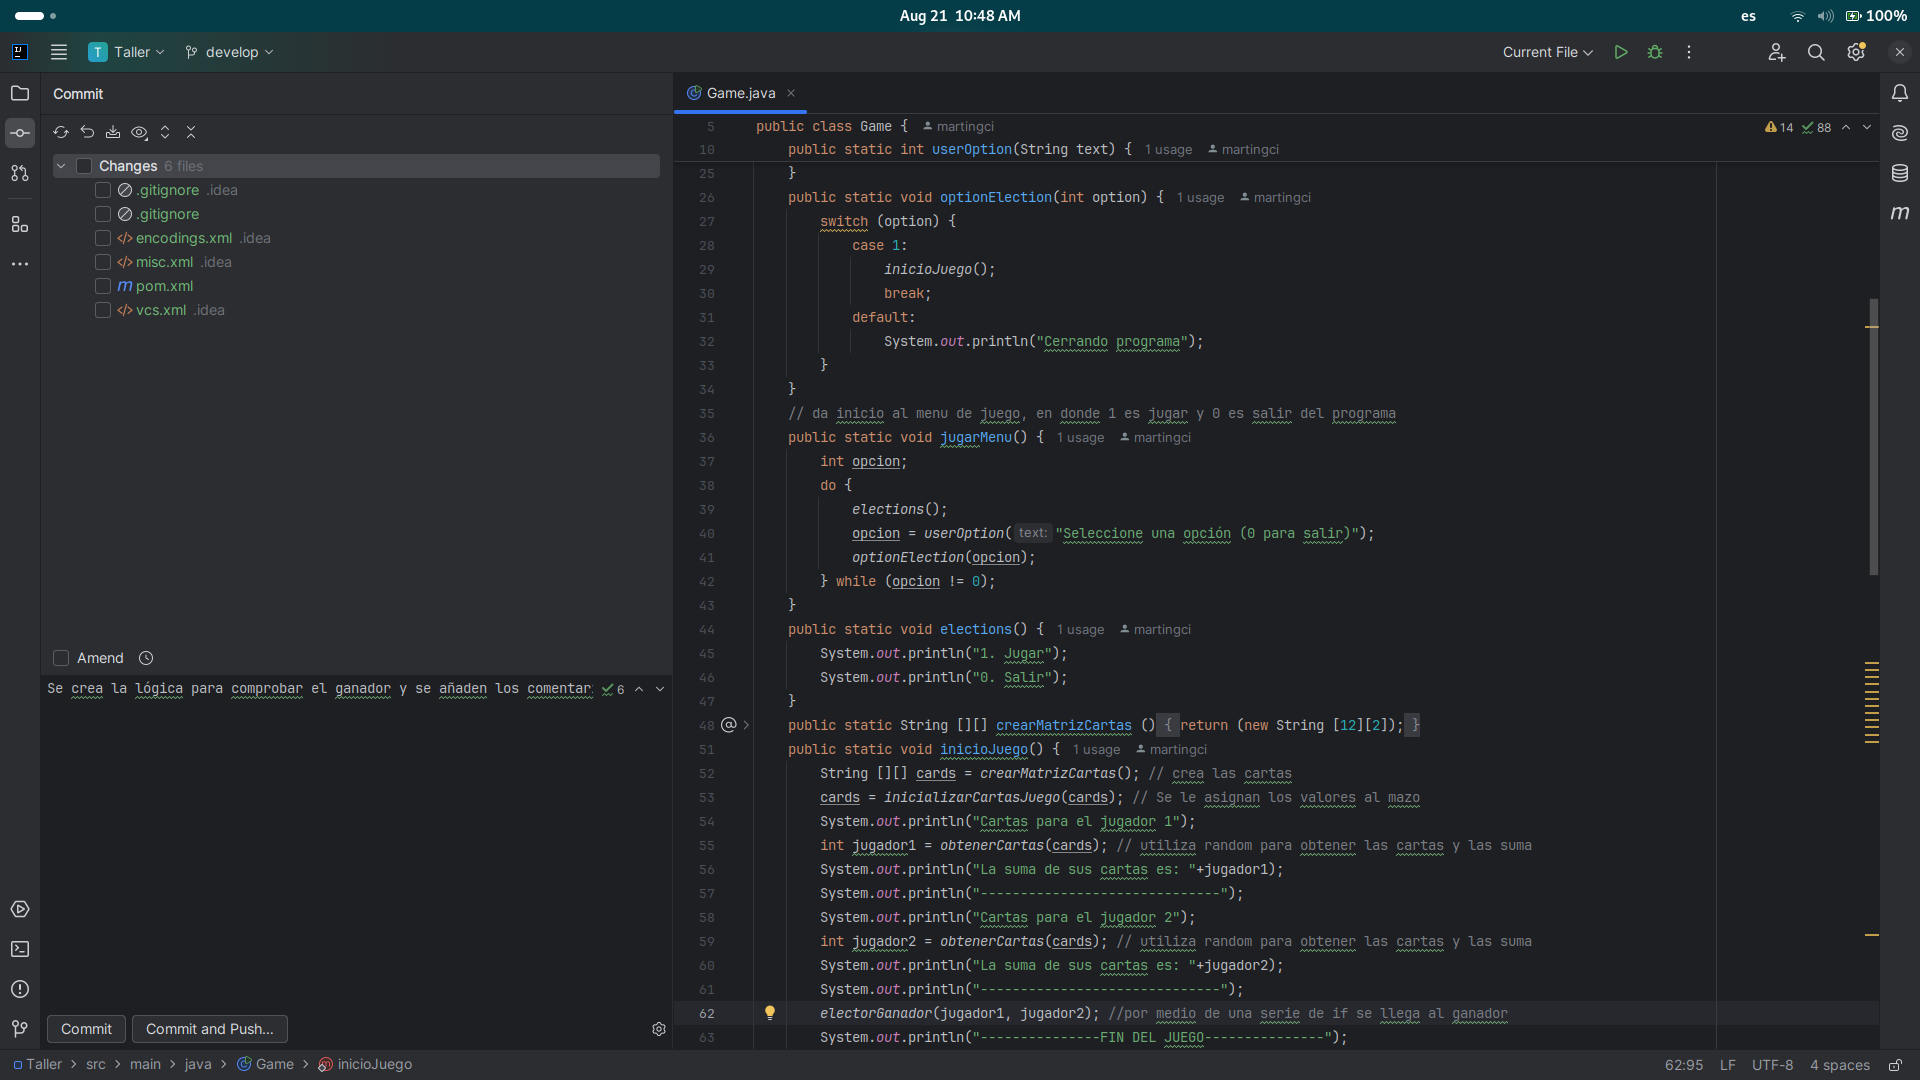 Aug 21 10:48 AM
es
100%
T Taller
develop
Current File
Commit
Changes 6 files
.gitignore .idea
.gitignore
encodings.xml .idea
misc.xml .idea
pom.xml
vcs.xml .idea
Amend
Se crea la lógica para comprobar el ganador y se añaden los comentar
6
Commit
Commit and Push...
Game.java
14
88
5 public class Game { martingci
10 public static int userOption(String text) { 1 usage martingci
25 }
26 public static void optionElection(int option) { 1 usage martingci
27 switch (option) {
28 case 1:
29 inicioJuego();
30 break;
31 default:
32 System.out.println("Cerrando programa");
33 }
34 }
35 // da inicio al menu de juego, en donde 1 es jugar y 0 es salir del programa
36 public static void jugarMenu() { 1 usage martingci
37 int opcion;
38 do {
39 elections();
40 opcion = userOption( text: "Seleccione una opción (0 para salir)");
41 optionElection(opcion);
42 } while (opcion != 0);
43 }
44 public static void elections() { 1 usage martingci
45 System.out.println("1. Jugar");
46 System.out.println("0. Salir");
47 }
48 @ public static String [][] crearMatrizCartas () { return (new String [12][2]); }
51 public static void inicioJuego() { 1 usage martingci
52 String [][] cards = crearMatrizCartas(); // crea las cartas
53 cards = inicializarCartasJuego(cards); // Se le asignan los valores al mazo
54 System.out.println("Cartas para el jugador 1");
55 int jugador1 = obtenerCartas(cards); // utiliza random para obtener las cartas y las suma
56 System.out.println("La suma de sus cartas es: "+jugador1);
57 System.out.println("------------------------------");
58 System.out.println("Cartas para el jugador 2");
59 int jugador2 = obtenerCartas(cards); // utiliza random para obtener las cartas y las suma
60 System.out.println("La suma de sus cartas es: "+jugador2);
61 System.out.println("------------------------------");
62 electorGanador(jugador1, jugador2); //por medio de una serie de if se llega al ganador
63 System.out.println("---------------FIN DEL JUEGO---------------");
Taller > src > main > java > Game > inicioJuego
62:95 LF UTF-8 4 spaces